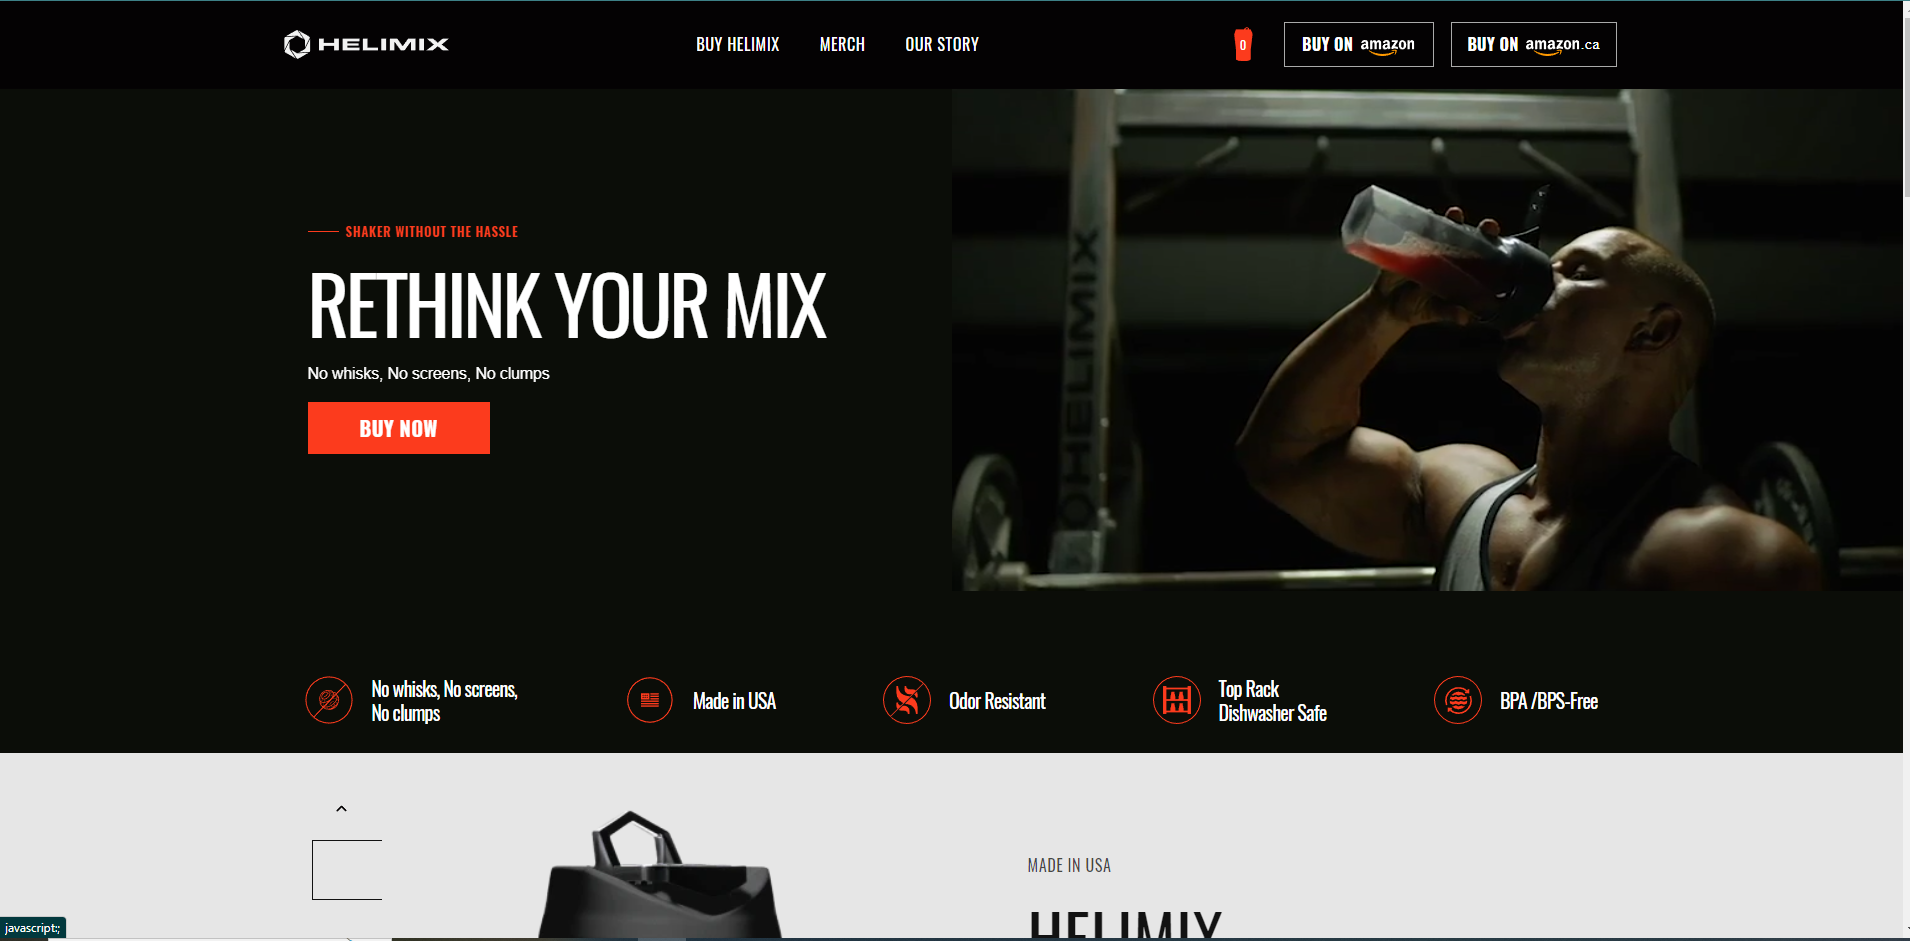 HELIMIX
BUY HELIMIX
MERCH
OUR STORY
0
BUY ON amazon
BUY ON amazon.ca
SHAKER WITHOUT THE HASSLE
RETHINK YOUR MIX
No whisks, No screens, No clumps
BUY NOW
HELIMIX
No whisks, No screens,
No clumps
Made in USA
Odor Resistant
Top Rack
Dishwasher Safe
BPA /BPS-Free
MADE IN USA
HELIMIX
javascript:;